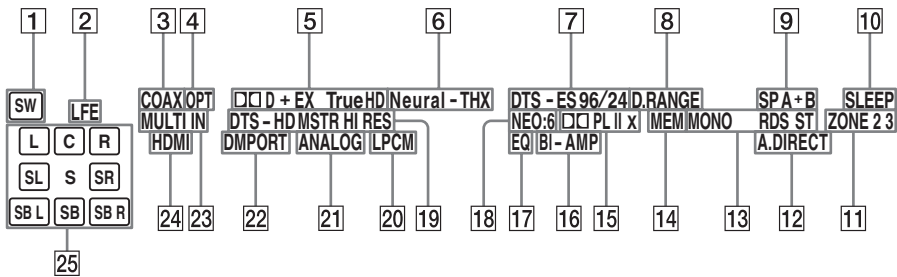 1 2 3 4 5 6 7 8 9 10
SW LFE COAX OPT D + EX TrueHD Neural - THX DTS - ES 96/24 D.RANGE SP A + B SLEEP
MULTI IN DTS - HD MSTR HI RES NEO:6 PL II x MEM MONO RDS ST ZONE 2 3
L C R HDMI DMPORT ANALOG LPCM EQ BI - AMP A.DIRECT
SL S SR
SB L SB SB R
24 23 22 21 20 19 18 17 16 15 14 13 12 11
25